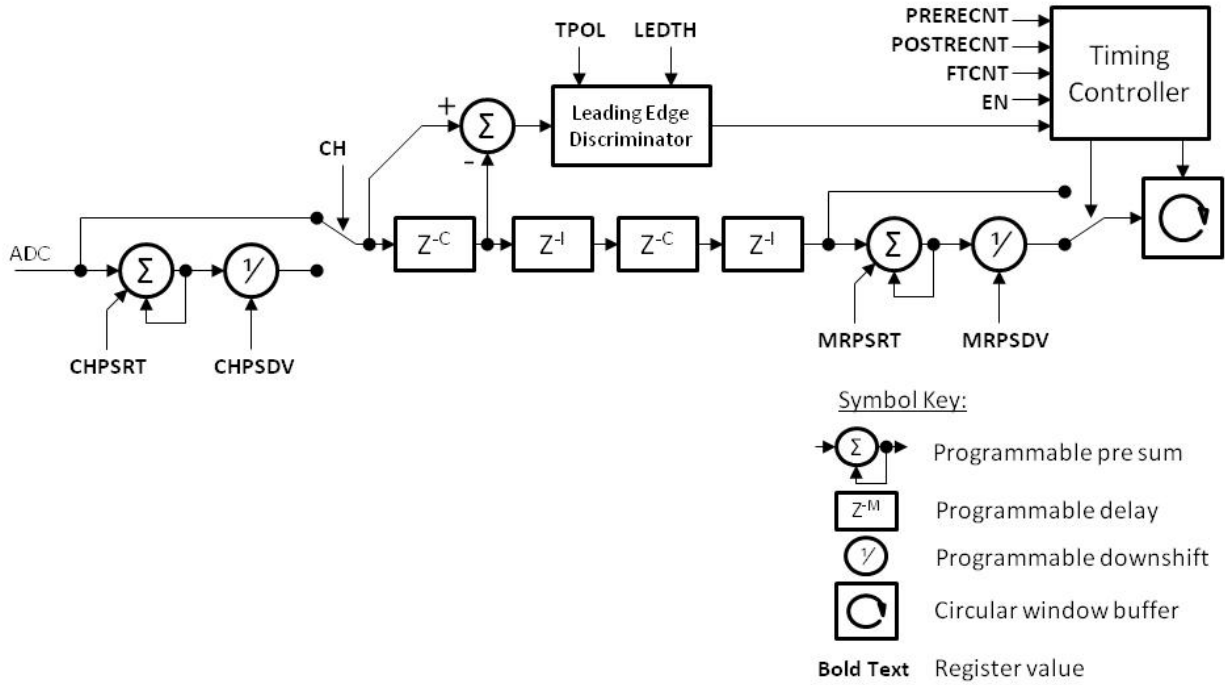 PRERECNT
POSTRECNT
FTCNT
EN
Timing
Controller
TPOL
LEDTH
Leading Edge
Discriminator
+
Σ
-
CH
ADC
Σ
1/
CHPSRT
CHPSDV
Z-C
Z-I
Z-C
Z-I
Σ
1/
MRPSRT
MRPSDV
Symbol Key:
Σ
Programmable pre sum
Z-M
Programmable delay
1/
Programmable downshift
Circular window buffer
Bold Text
Register value